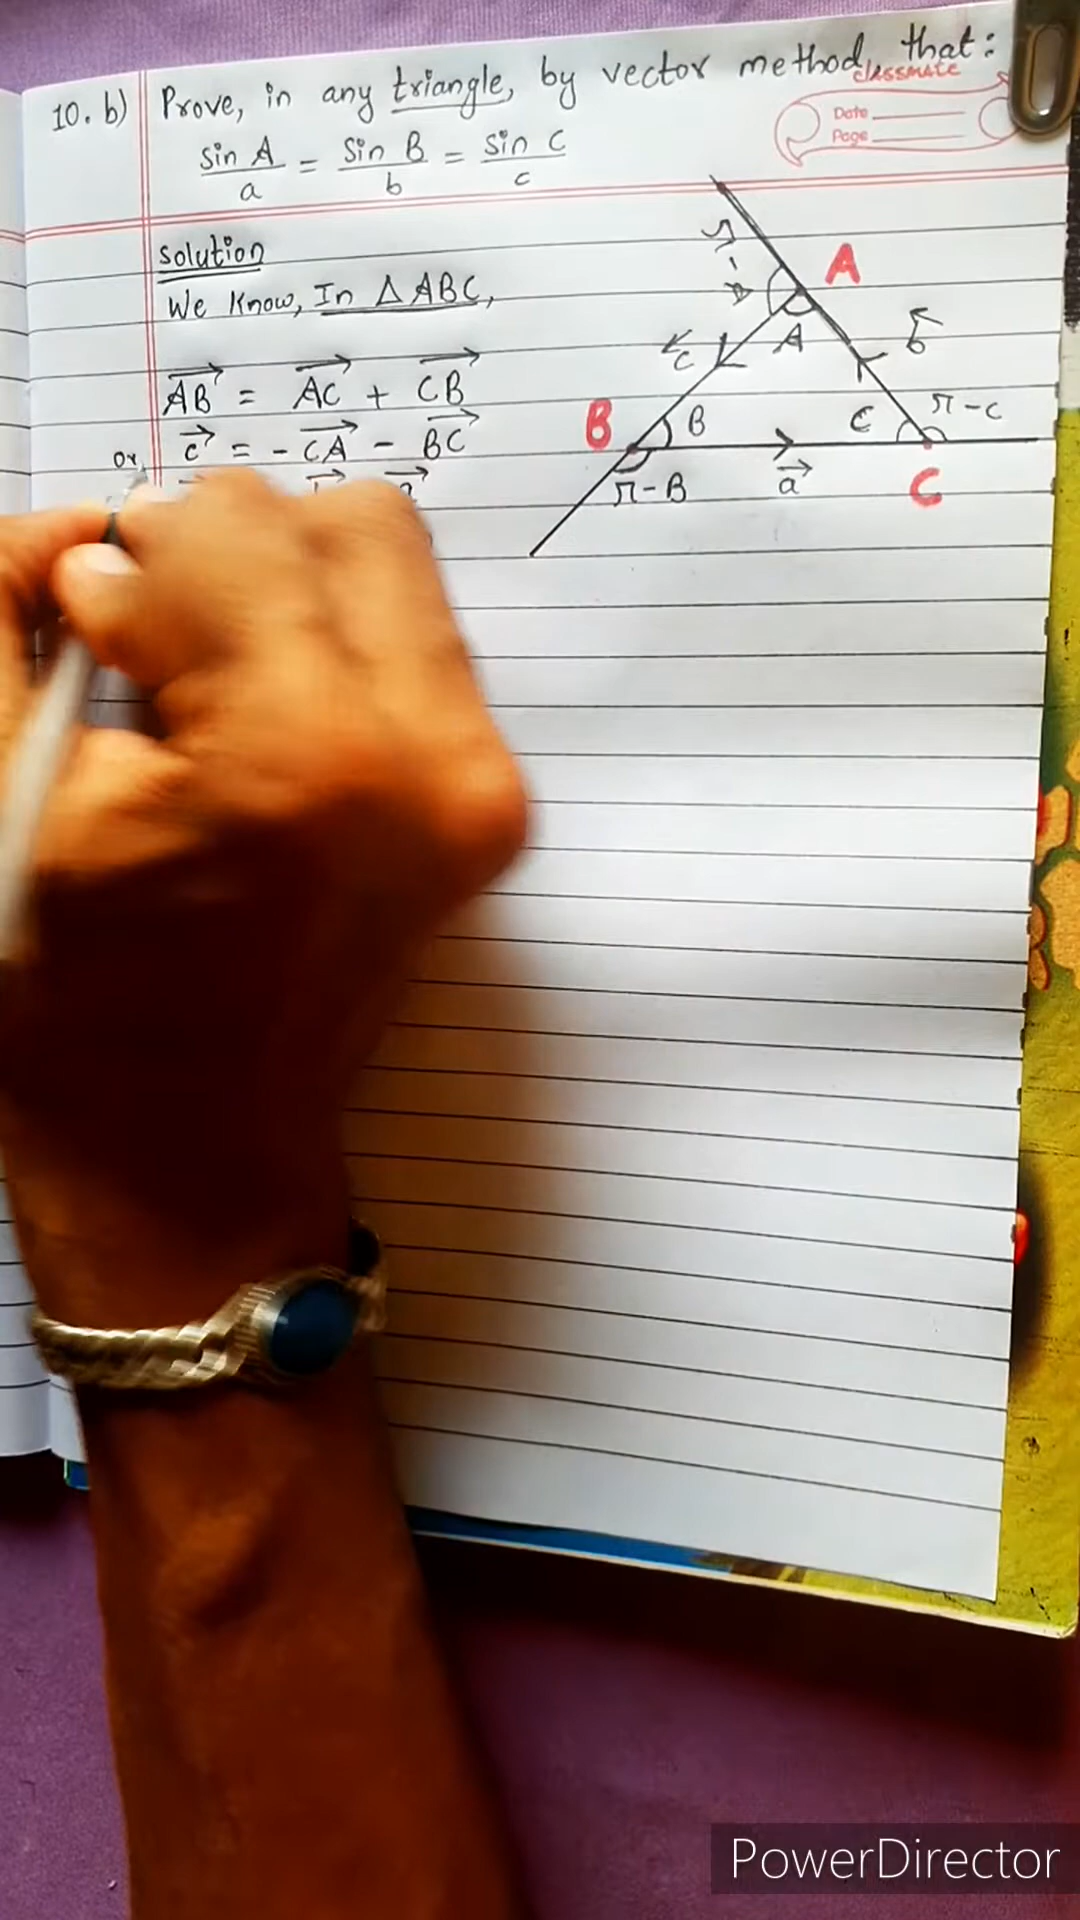 10. b) Prove, in any triangle, by vector method, that:
classmate
Date
Page
sin A/a = sin B/b = sin C/c
Solution
We Know, In △ABC,
AB→ = AC→ + CB→
or, c→ = - CA→ - BC→
π-A
A
A
b→
c→
B
B
C
π-c
π-B
a→
C
PowerDirector